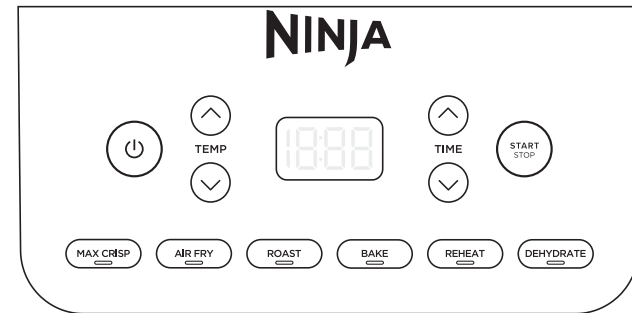 NINJA
TEMP
18:88
TIME
START
STOP
MAX CRISP
AIR FRY
ROAST
BAKE
REHEAT
DEHYDRATE